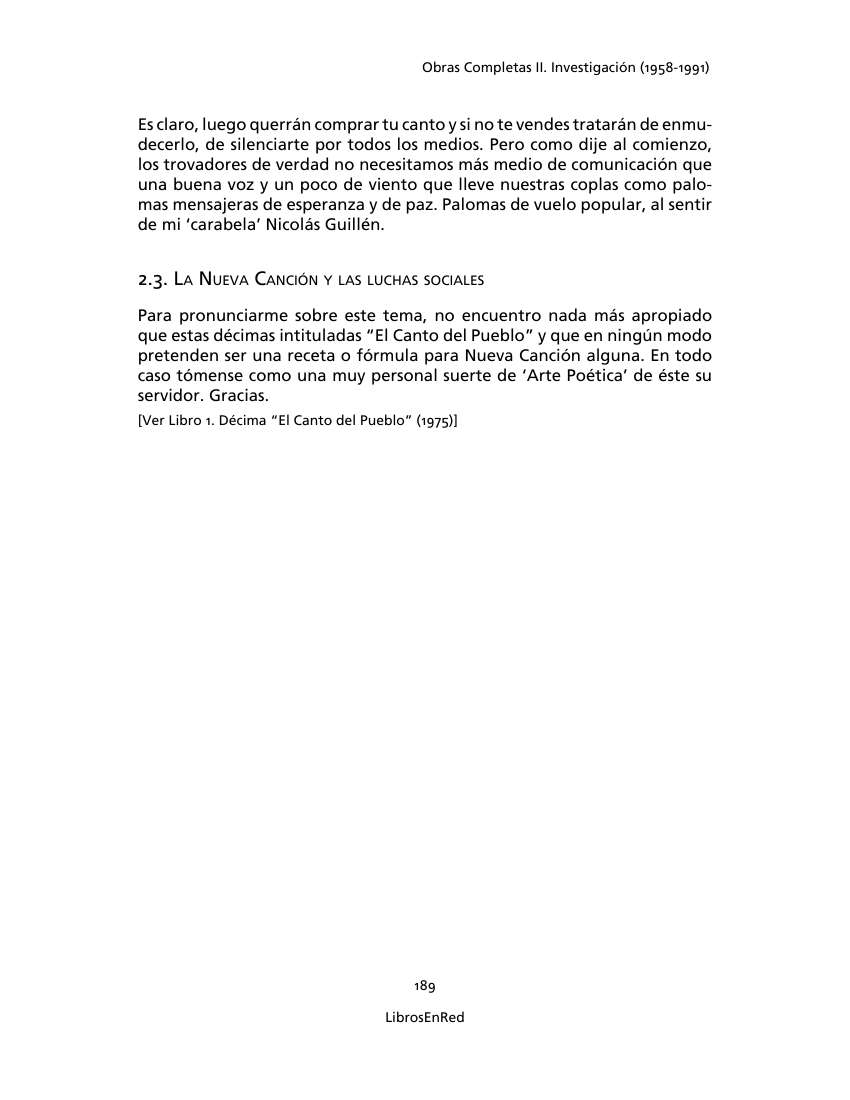 Obras Completas II. Investigación (1958-1991)
Es claro, luego querrán comprar tu canto y si no te vendes tratarán de enmu-
decerlo, de silenciarte por todos los medios. Pero como dije al comienzo,
los trovadores de verdad no necesitamos más medio de comunicación que
una buena voz y un poco de viento que lleve nuestras coplas como palo-
mas mensajeras de esperanza y de paz. Palomas de vuelo popular, al sentir
de mi ‘carabela’ Nicolás Guillén.
2.3. La Nueva Canción y las luchas sociales
Para pronunciarme sobre este tema, no encuentro nada más apropiado
que estas décimas intituladas “El Canto del Pueblo” y que en ningún modo
pretenden ser una receta o fórmula para Nueva Canción alguna. En todo
caso tómense como una muy personal suerte de ‘Arte Poética’ de éste su
servidor. Gracias.
[Ver Libro 1. Décima “El Canto del Pueblo” (1975)]
189
LibrosEnRed